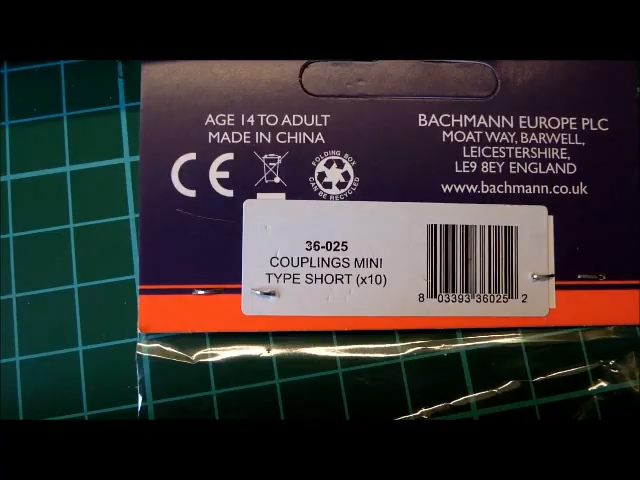 AGE 14 TO ADULT
MADE IN CHINA
CE
FOLDING BOX
CAN BE RECYCLED
BACHMANN EUROPE PLC
MOAT WAY, BARWELL,
LEICESTERSHIRE,
LE9 8EY ENGLAND
www.bachmann.co.uk
36-025
COUPLINGS MINI
TYPE SHORT (x10)
8 03393 36025 2